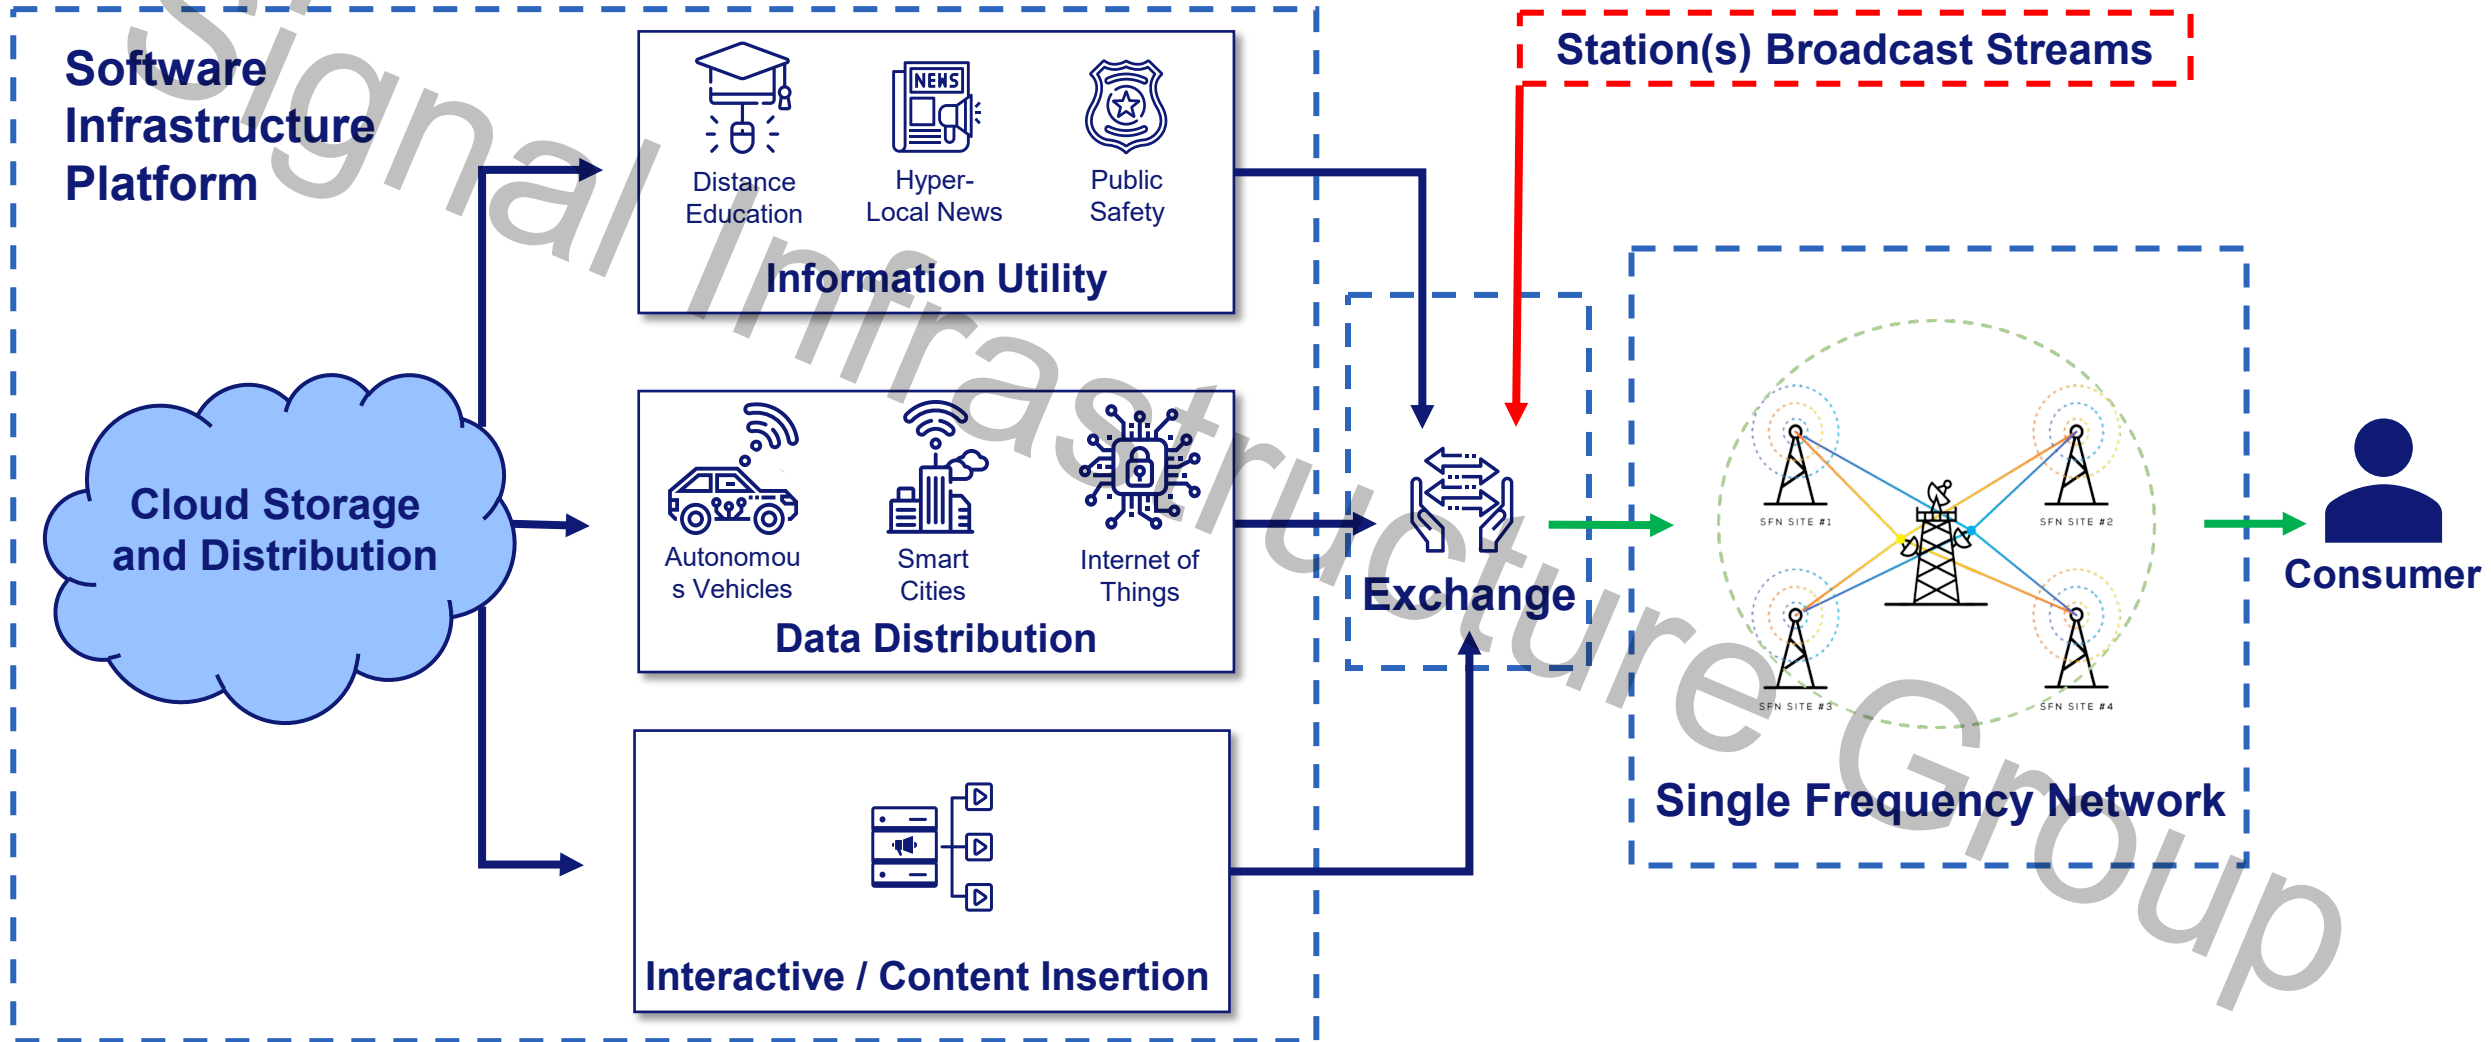 Software
Infrastructure
Platform
Station(s) Broadcast Streams
NEWS
Distance
Education
Hyper-
Local News
Public
Safety
Information Utility
Cloud Storage
and Distribution
Autonomou
s Vehicles
Smart
Cities
Internet of
Things
Data Distribution
Interactive / Content Insertion
Exchange
SFN SITE #1
SFN SITE #2
SFN SITE #3
SFN SITE #4
Single Frequency Network
Consumer
Signal Infrastructure Group